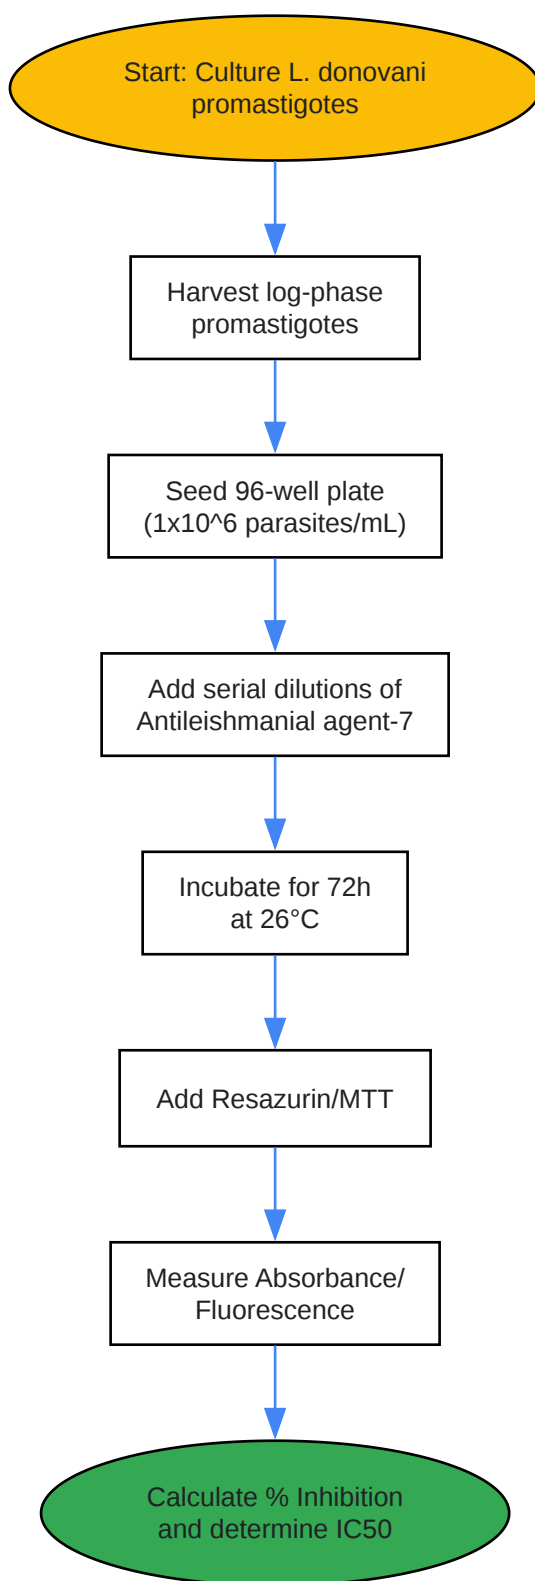 Start: Culture L. donovani
promastigotes
Harvest log-phase
promastigotes
Seed 96-well plate
(1x10^6 parasites/mL)
Add serial dilutions of
Antileishmanial agent-7
Incubate for 72h
at 26°C
Add Resazurin/MTT
Measure Absorbance/
Fluorescence
Calculate % Inhibition
and determine IC50